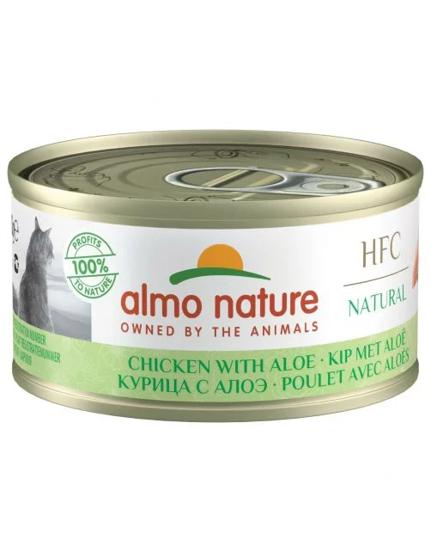 PROFITS
100%
TO NATURE
almo nature
OWNED BY THE ANIMALS
HFC
NATURAL
CHICKEN WITH ALOE · KIP MET ALOË
КУРИЦА С АЛОЭ · POULET AVEC ALOÈS